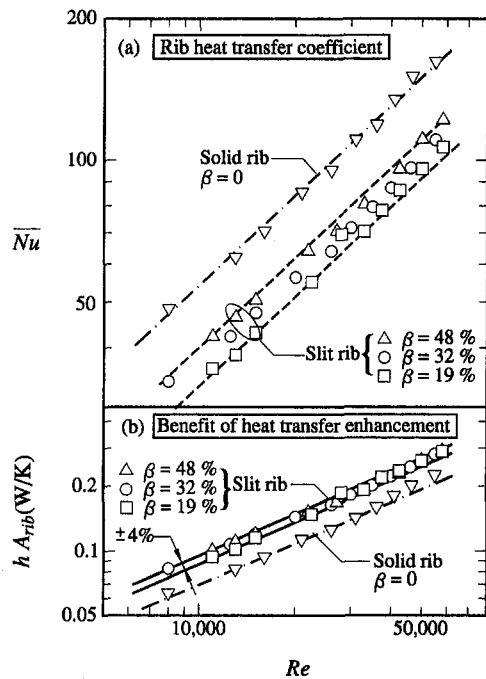 200
(a) Rib heat transfer coefficient
Solid rib
β = 0
100
Nu
50
Slit rib
△ β = 48 %
○ β = 32 %
□ β = 19 %
(b) Benefit of heat transfer enhancement
△ β = 48 %
○ β = 32 %
□ β = 19 %
Slit rib
h A_rib(W/K)
0.2
±4%
0.1
Solid rib
β = 0
0.05
10,000
50,000
Re